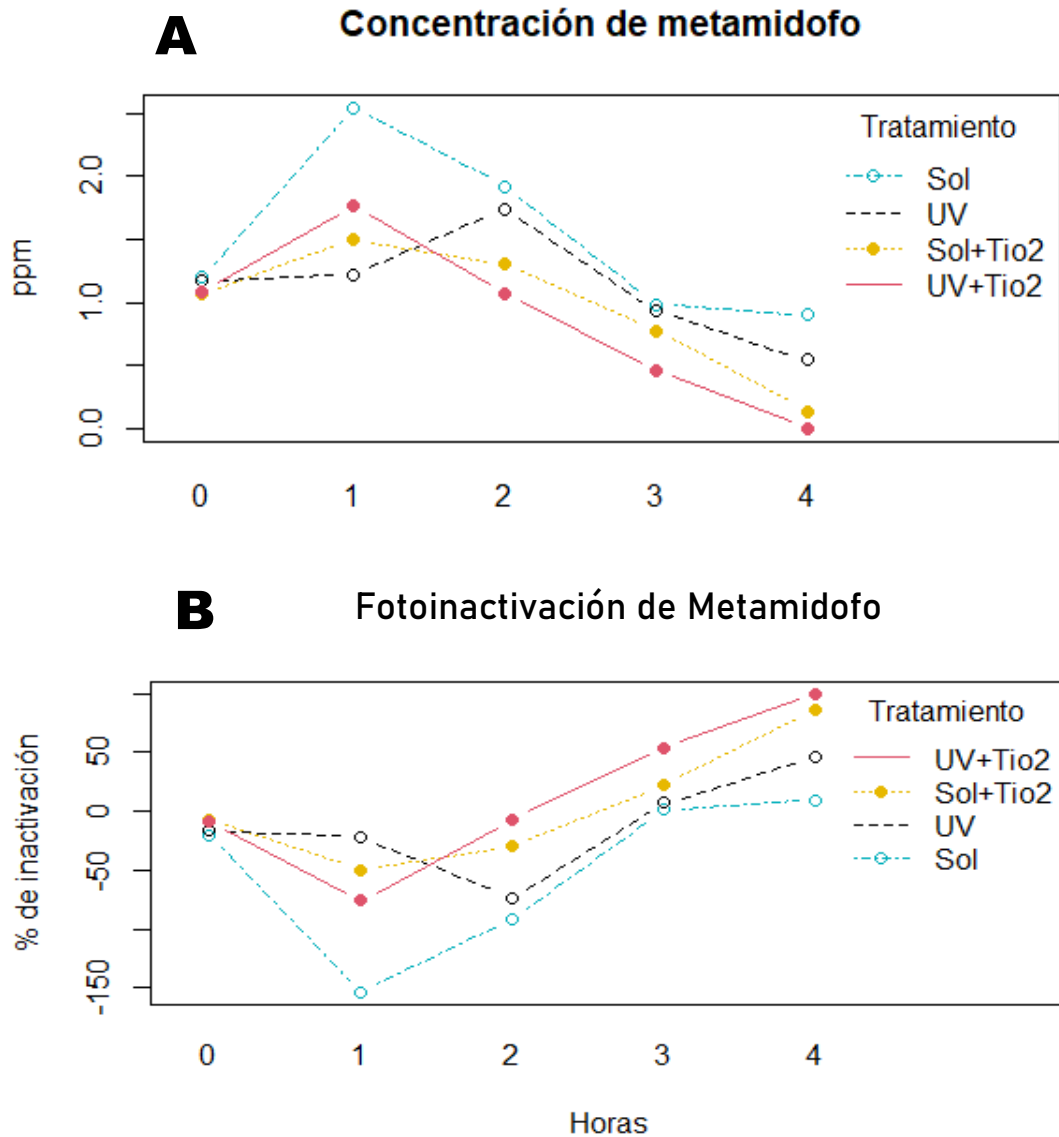 A
Concentración de metamidofo
ppm
2.0
1.0
0.0
Tratamiento
Sol
UV
Sol+Tio2
UV+Tio2
0 1 2 3 4
B
Fotoinactivación de Metamidofo
% de inactivación
50
0
-50
-150
Tratamiento
UV+Tio2
Sol+Tio2
UV
Sol
0 1 2 3 4
Horas